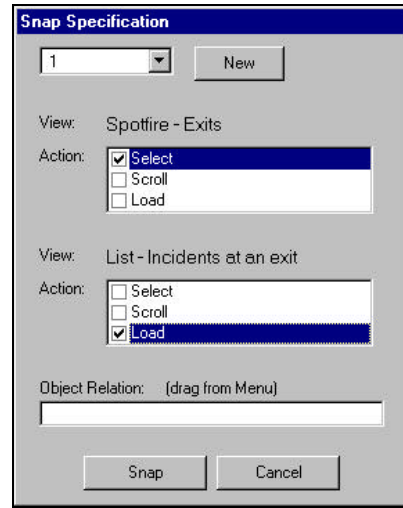 Snap Specification
1 New
View: Spotfire - Exits
Action: Select
Scroll
Load
View: List - Incidents at an exit
Action: Select
Scroll
Load
Object Relation: (drag from Menu)
Snap Cancel